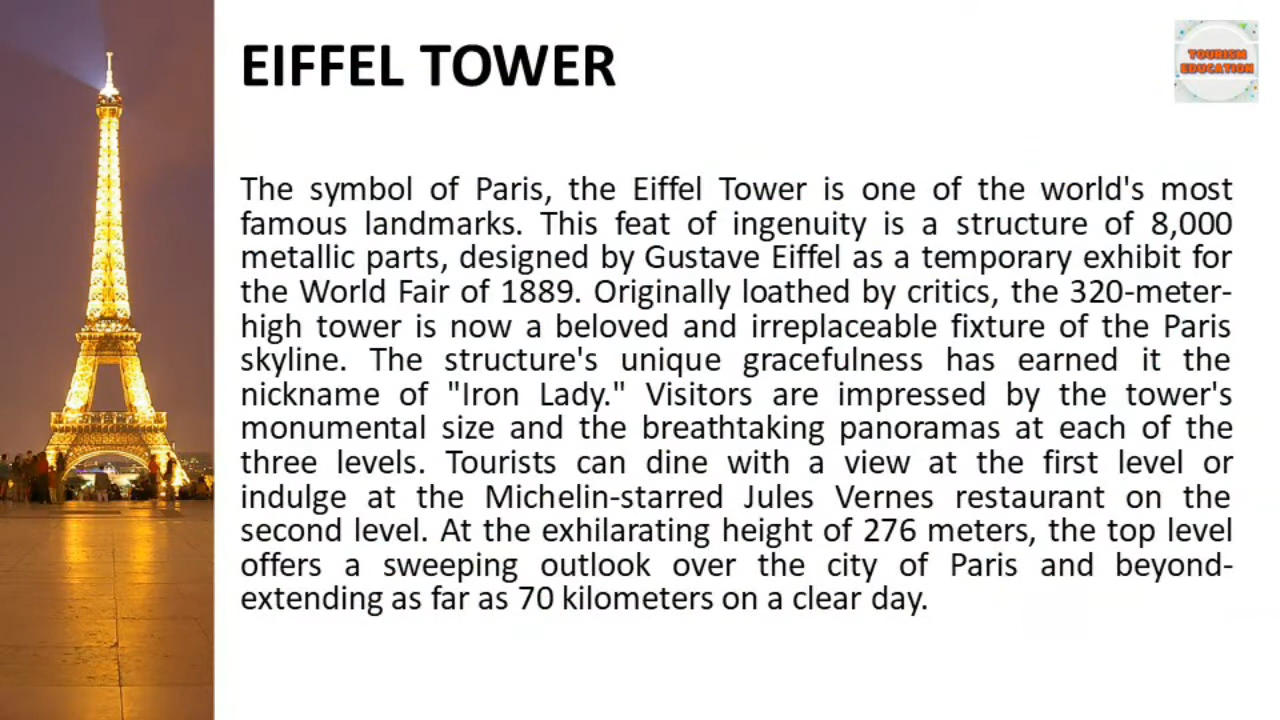 EIFFEL TOWER
TOURISM
EDUCATION
The symbol of Paris, the Eiffel Tower is one of the world's most
famous landmarks. This feat of ingenuity is a structure of 8,000
metallic parts, designed by Gustave Eiffel as a temporary exhibit for
the World Fair of 1889. Originally loathed by critics, the 320-meter-
high tower is now a beloved and irreplaceable fixture of the Paris
skyline. The structure's unique gracefulness has earned it the
nickname of "Iron Lady." Visitors are impressed by the tower's
monumental size and the breathtaking panoramas at each of the
three levels. Tourists can dine with a view at the first level or
indulge at the Michelin-starred Jules Vernes restaurant on the
second level. At the exhilarating height of 276 meters, the top level
offers a sweeping outlook over the city of Paris and beyond-
extending as far as 70 kilometers on a clear day.